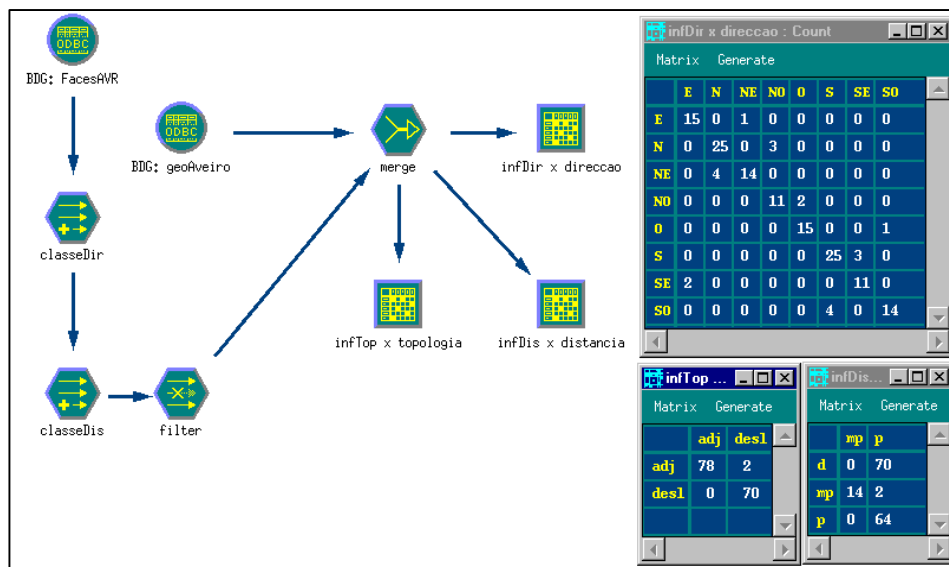 ODBC
BDG: FacesAVR
ODBC
BDG: geoAveiro
merge
infDir x direccao
classeDir
infTop x topologia
infDis x distancia
classeDis
filter
infDir x direccao : Count
Matrix Generate
E N NE NO O S SE SO
E 15 0 1 0 0 0 0 0
N 0 25 0 3 0 0 0 0
NE 0 4 14 0 0 0 0 0
NO 0 0 0 11 2 0 0 0
O 0 0 0 0 15 0 0 1
S 0 0 0 0 0 25 3 0
SE 2 0 0 0 0 0 11 0
SO 0 0 0 0 0 4 0 14
infTop ...
Matrix Generate
adj desl
adj 78 2
desl 0 70
infDis...
Matrix Generate
mp p
d 0 70
mp 14 2
p 0 64